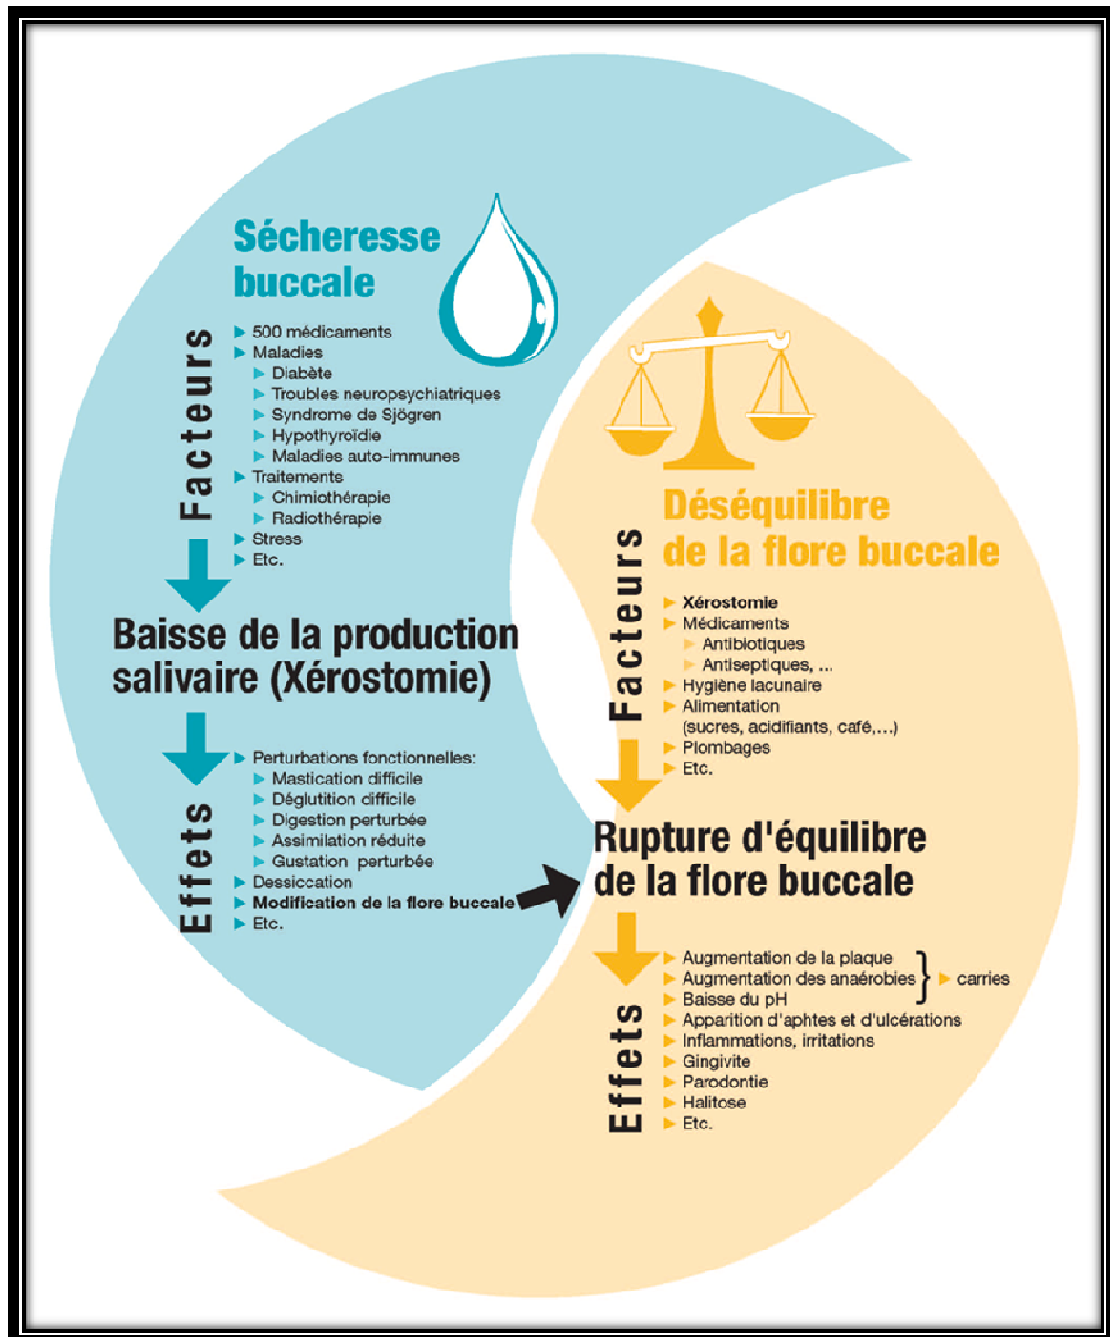 Sécheresse
buccale
Facteurs
500 médicaments
Maladies
Diabète
Troubles neuropsychiatriques
Syndrome de Sjögren
Hypothyroïdie
Maladies auto-immunes
Traitements
Chimiothérapie
Radiothérapie
Stress
Etc.
Baisse de la production
salivaire (Xérostomie)
Effets
Perturbations fonctionnelles:
Mastication difficile
Déglutition difficile
Digestion perturbée
Assimilation réduite
Gustation perturbée
Dessiccation
Modification de la flore buccale
Etc.
Déséquilibre
de la flore buccale
Facteurs
Xérostomie
Médicaments
Antibiotiques
Antiseptiques, ...
Hygiène lacunaire
Alimentation
(sucres, acidifiants, café,...)
Plombages
Etc.
Rupture d'équilibre
de la flore buccale
Effets
Augmentation de la plaque
Augmentation des anaérobies } carries
Baisse du pH
Apparition d'aphtes et d'ulcérations
Inflammations, irritations
Gingivite
Parodontie
Halitose
Etc.